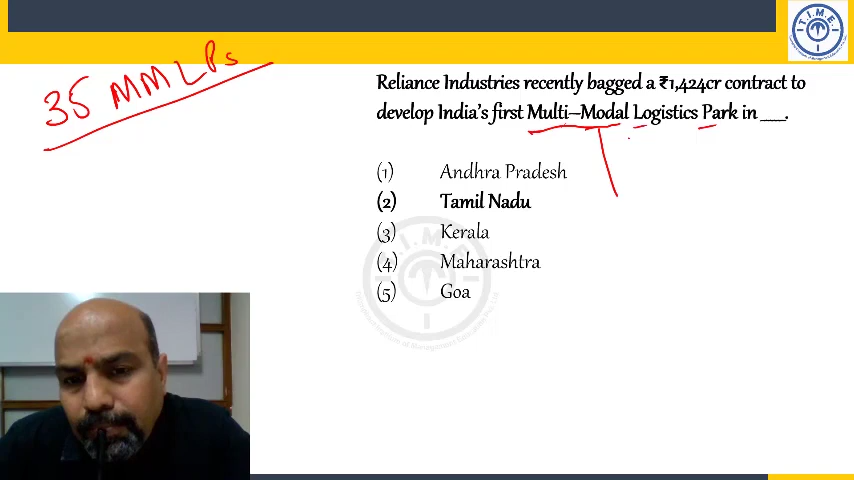 T.I.M.E.
35 MMLPs
Reliance Industries recently bagged a ₹1,424cr contract to
develop India's first Multi–Modal Logistics Park in ___.
(1) Andhra Pradesh
(2) Tamil Nadu
(3) Kerala
(4) Maharashtra
(5) Goa
T.I.M.E.